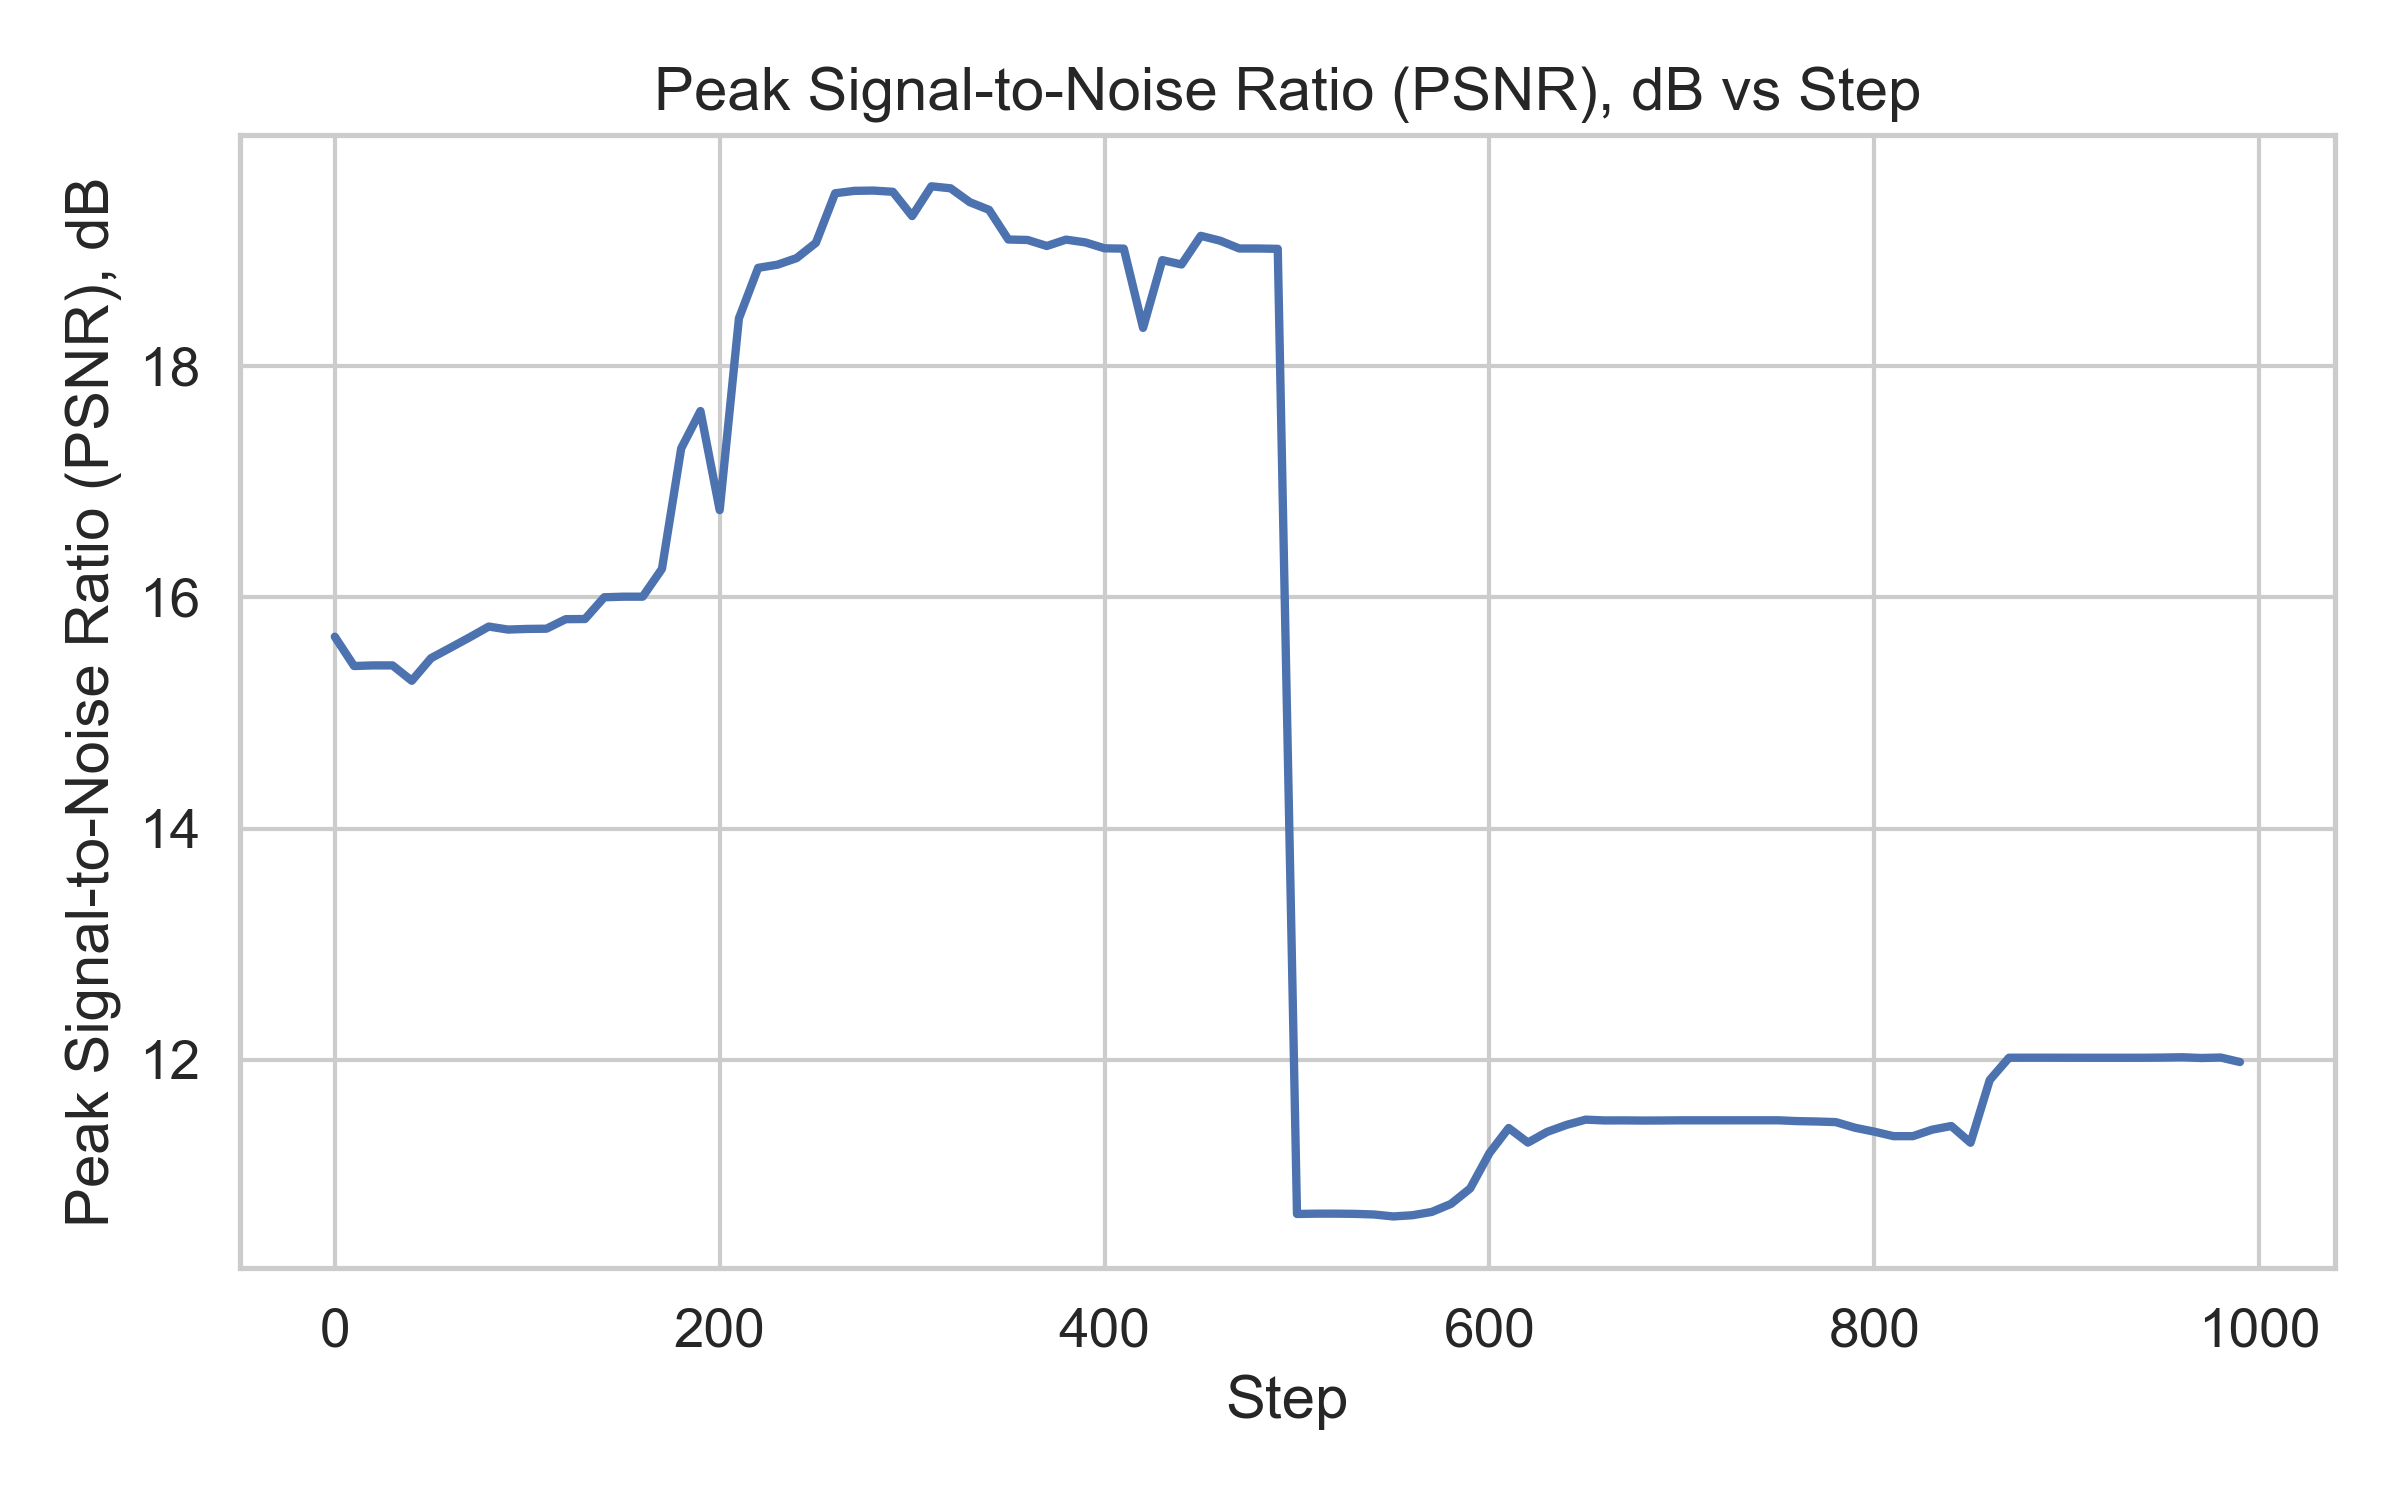 Peak Signal-to-Noise Ratio (PSNR), dB vs Step
Peak Signal-to-Noise Ratio (PSNR), dB
18
16
14
12
0 200 400 600 800 1000
Step